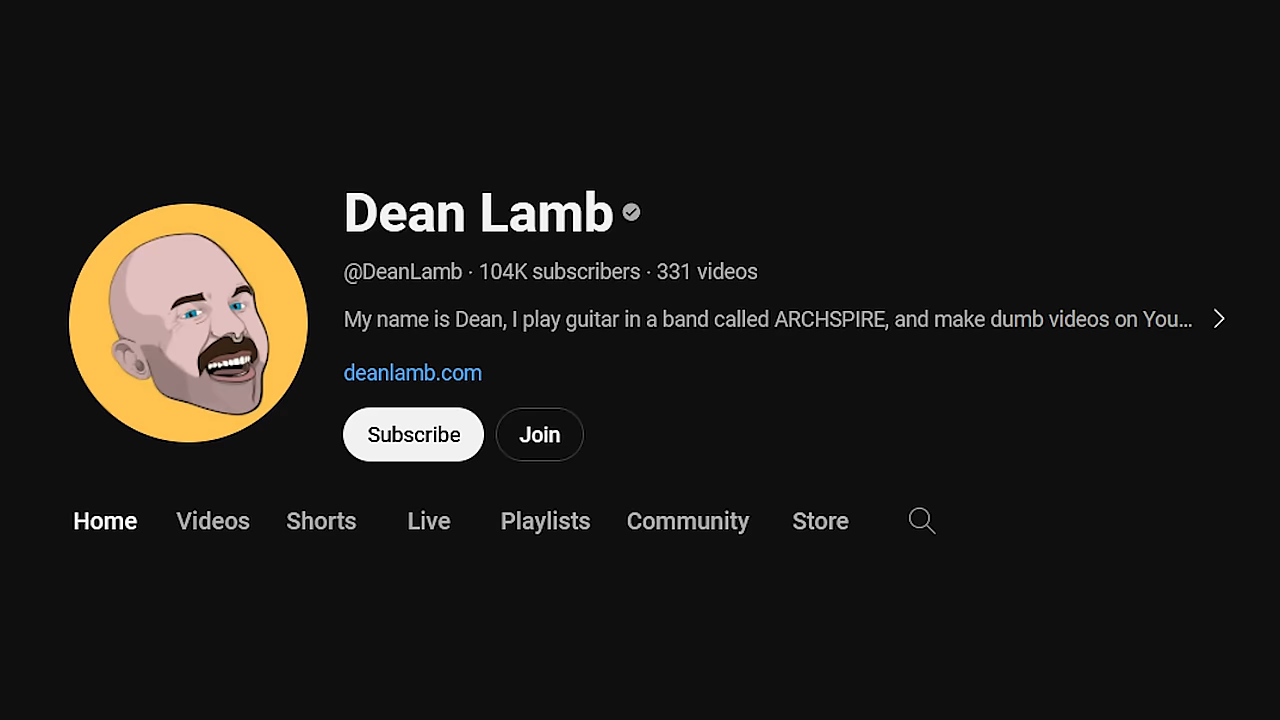 Dean Lamb
@DeanLamb · 104K subscribers · 331 videos
My name is Dean, I play guitar in a band called ARCHSPIRE, and make dumb videos on You...
deanlamb.com
Subscribe Join
Home Videos Shorts Live Playlists Community Store